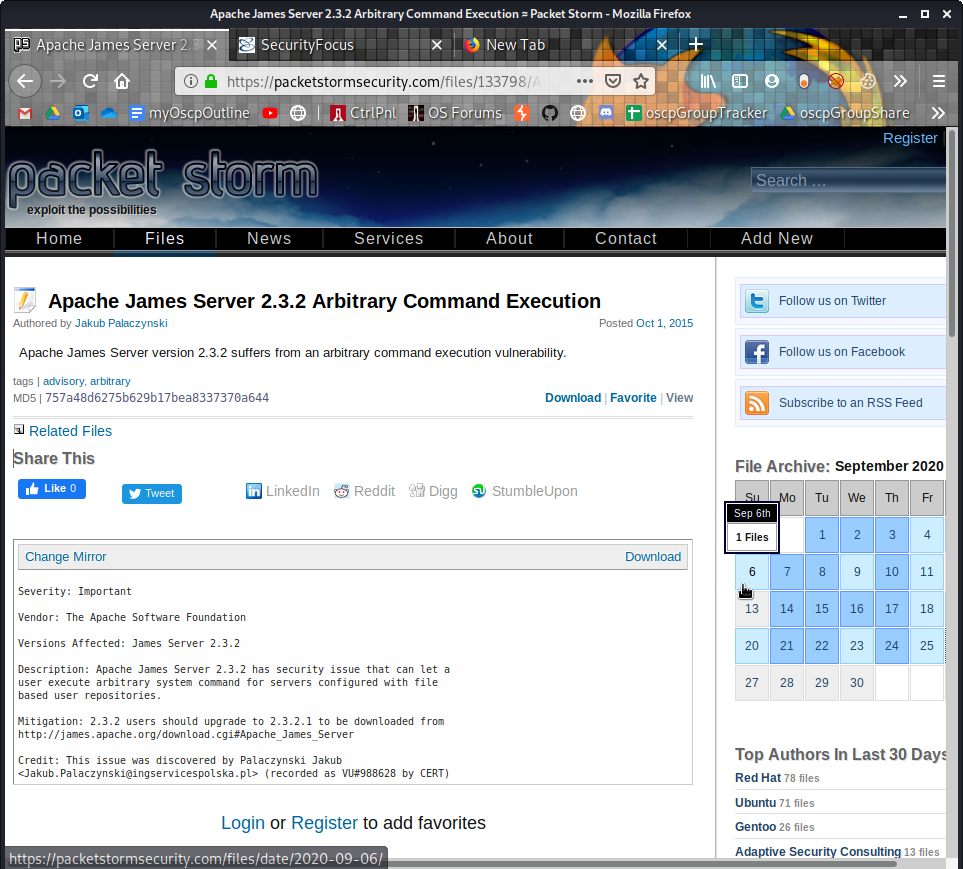 Apache James Server 2.3.2 Arbitrary Command Execution ≈ Packet Storm - Mozilla Firefox
Apache James Server 2.3
SecurityFocus
New Tab
https://packetstormsecurity.com/files/133798/A
myOscpOutline
CtrlPnl
OS Forums
oscpGroupTracker
oscpGroupShare
Register
packet storm
exploit the possibilities
Search …
Home
Files
News
Services
About
Contact
Add New
Apache James Server 2.3.2 Arbitrary Command Execution
Authored by Jakub Palaczynski
Posted Oct 1, 2015
Apache James Server version 2.3.2 suffers from an arbitrary command execution vulnerability.
tags | advisory, arbitrary
MD5 | 757a48d6275b629b17bea8337370a644
Download | Favorite | View
Related Files
Share This
Like 0
Tweet
LinkedIn
Reddit
Digg
StumbleUpon
Change Mirror
Download
Severity: Important
Vendor: The Apache Software Foundation
Versions Affected: James Server 2.3.2
Description: Apache James Server 2.3.2 has security issue that can let a
user execute arbitrary system command for servers configured with file
based user repositories.
Mitigation: 2.3.2 users should upgrade to 2.3.2.1 to be downloaded from
http://james.apache.org/download.cgi#Apache_James_Server
Credit: This issue was discovered by Palaczynski Jakub
<Jakub.Palaczynski@ingservicespolska.pl> (recorded as VU#988628 by CERT)
Login or Register to add favorites
Follow us on Twitter
Follow us on Facebook
Subscribe to an RSS Feed
File Archive: September 2020
Su Mo Tu We Th Fr
Sep 6th
1 Files
1 2 3 4
6 7 8 9 10 11
13 14 15 16 17 18
20 21 22 23 24 25
27 28 29 30
Top Authors In Last 30 Days
Red Hat 78 files
Ubuntu 71 files
Gentoo 26 files
Adaptive Security Consulting 13 files
https://packetstormsecurity.com/files/date/2020-09-06/